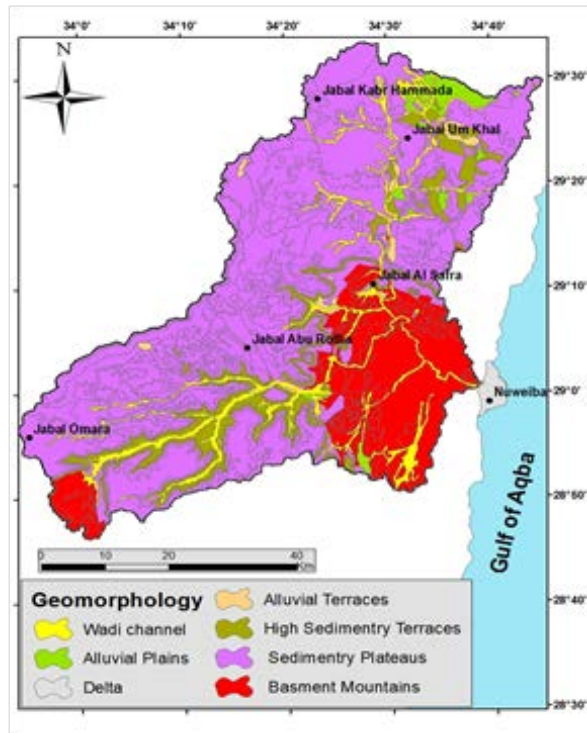 34°0' 34°10' 34°20' 34°30' 34°40'
N
29°30'
Jabal Kabr Hammada
Jabal Um Khal
29°20'
29°10'
Jabal Al Safra
Jabal Abu
29°0'
Nuweiba
Jabal Omara
28°50'
Gulf of Aqba
0 10 20 40
Geomorphology
Wadi channel
Alluvial Plains
Delta
Alluvial Terraces
High Sedimentry Terraces
Sedimentry Plateaus
Basment Mountains
28°40'
28°30'